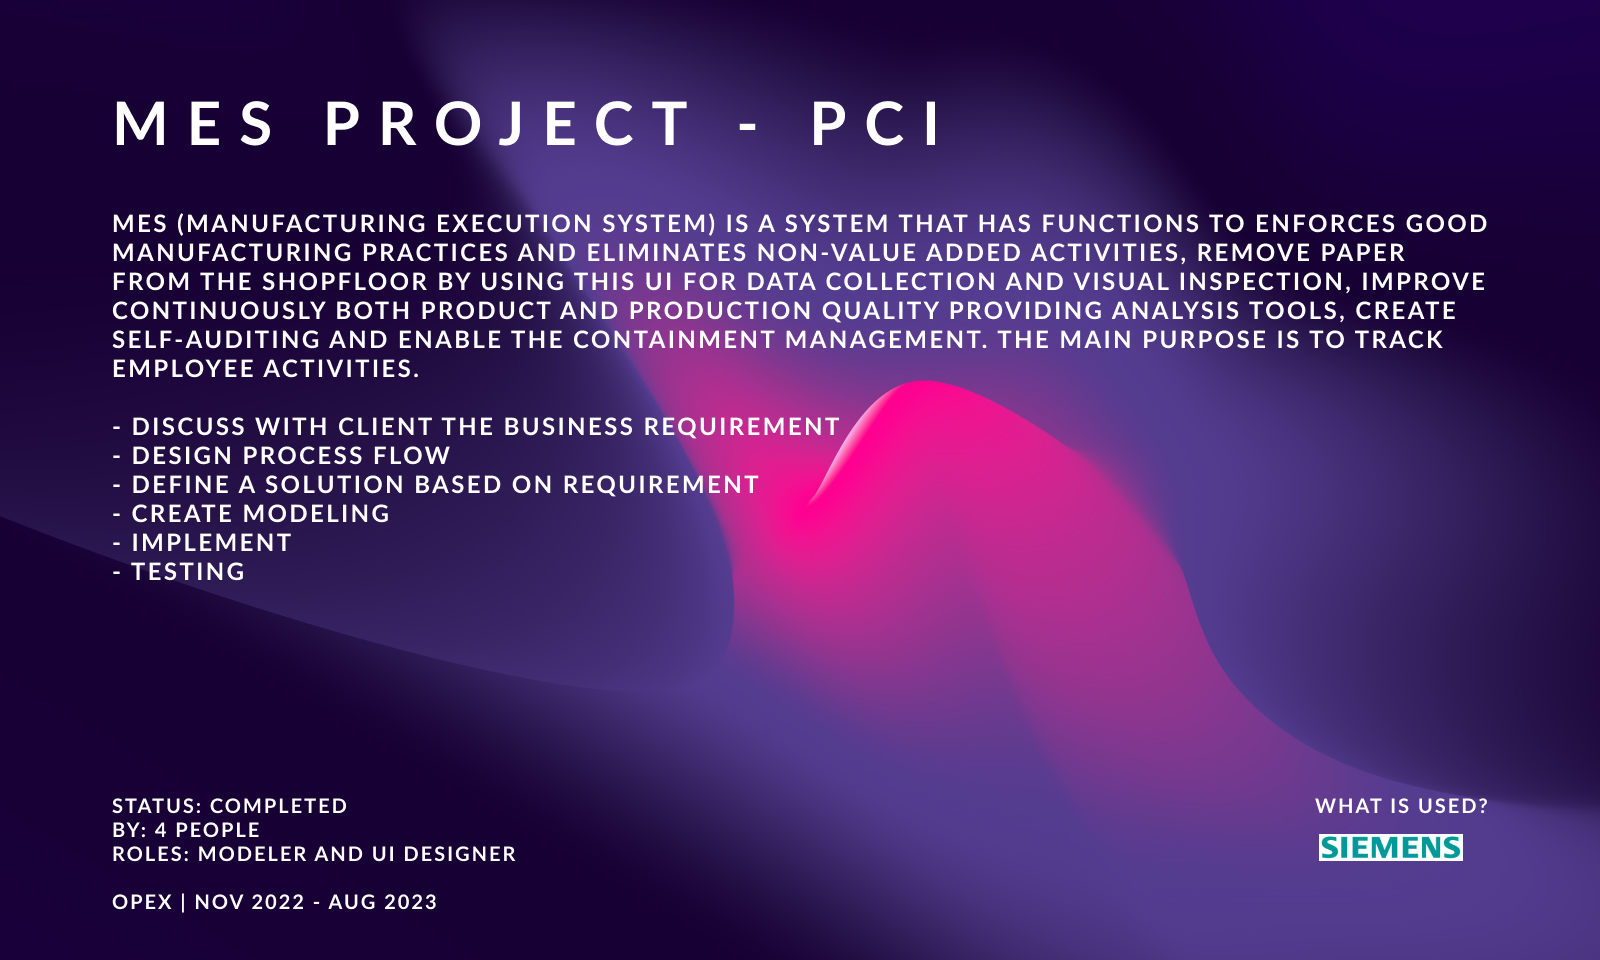 MES PROJECT - PCI
MES (MANUFACTURING EXECUTION SYSTEM) IS A SYSTEM THAT HAS FUNCTIONS TO ENFORCES GOOD
MANUFACTURING PRACTICES AND ELIMINATES NON-VALUE ADDED ACTIVITIES, REMOVE PAPER
FROM THE SHOPFLOOR BY USING THIS UI FOR DATA COLLECTION AND VISUAL INSPECTION, IMPROVE
CONTINUOUSLY BOTH PRODUCT AND PRODUCTION QUALITY PROVIDING ANALYSIS TOOLS, CREATE
SELF-AUDITING AND ENABLE THE CONTAINMENT MANAGEMENT. THE MAIN PURPOSE IS TO TRACK
EMPLOYEE ACTIVITIES.
- DISCUSS WITH CLIENT THE BUSINESS REQUIREMENT
- DESIGN PROCESS FLOW
- DEFINE A SOLUTION BASED ON REQUIREMENT
- CREATE MODELING
- IMPLEMENT
- TESTING
STATUS: COMPLETED
BY: 4 PEOPLE
ROLES: MODELER AND UI DESIGNER
OPEX | NOV 2022 - AUG 2023
WHAT IS USED?
SIEMENS